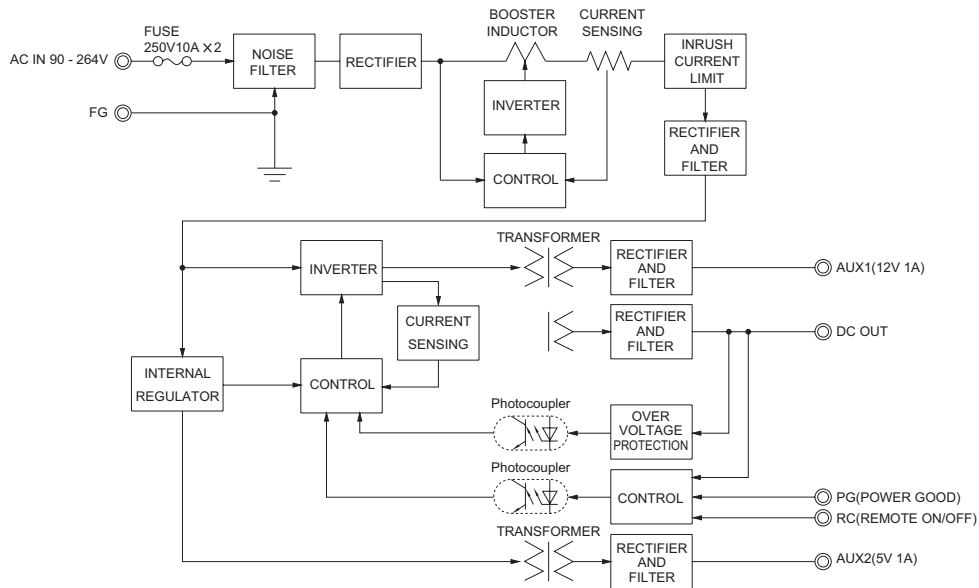 BOOSTER
INDUCTOR
CURRENT
SENSING
FUSE
250V10A×2
AC IN 90 - 264V
NOISE
FILTER
RECTIFIER
INRUSH
CURRENT
LIMIT
INVERTER
FG
RECTIFIER
AND
FILTER
CONTROL
TRANSFORMER
INVERTER
RECTIFIER
AND
FILTER
AUX1(12V 1A)
CURRENT
SENSING
RECTIFIER
AND
FILTER
DC OUT
INTERNAL
REGULATOR
CONTROL
Photocoupler
OVER
VOLTAGE
PROTECTION
Photocoupler
CONTROL
PG(POWER GOOD)
RC(REMOTE ON/OFF)
TRANSFORMER
RECTIFIER
AND
FILTER
AUX2(5V 1A)